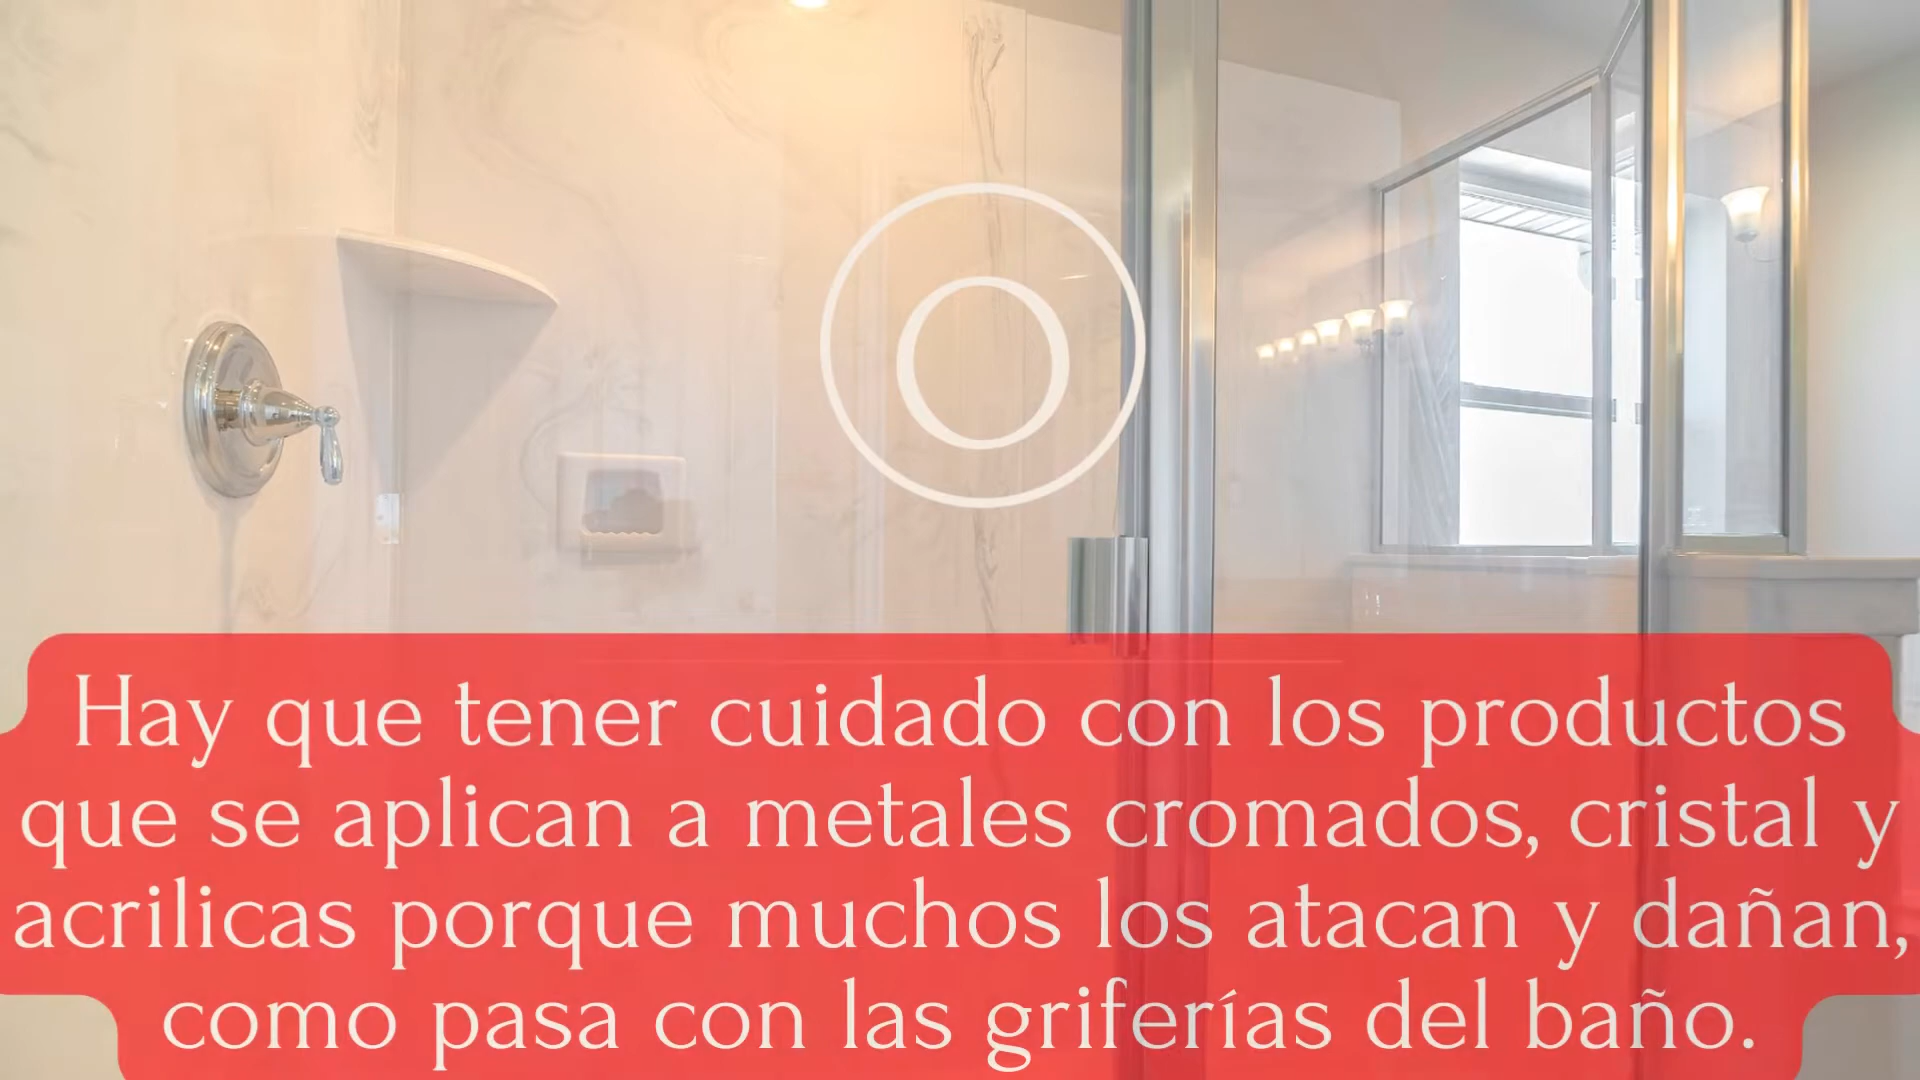 Hay que tener cuidado con los productos
que se aplican a metales cromados, cristal y
acrilicas porque muchos los atacan y dañan,
como pasa con las griferías del baño.